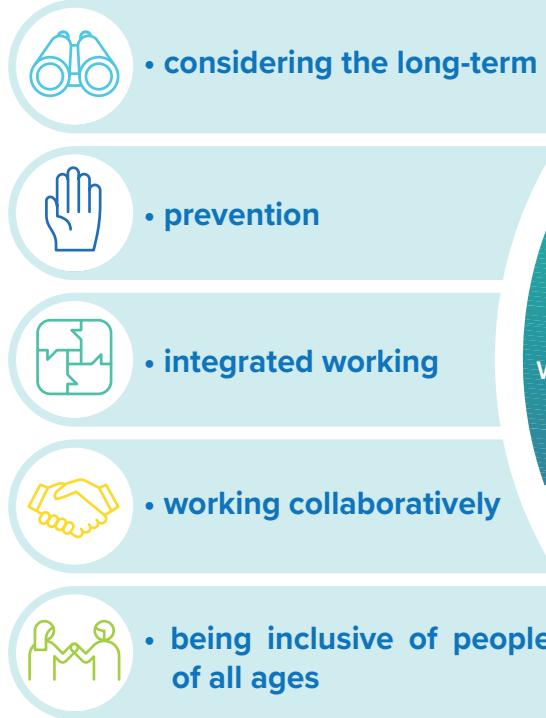 • considering the long-term
• prevention
• integrated working
• working collaboratively
• being inclusive of people
of all ages